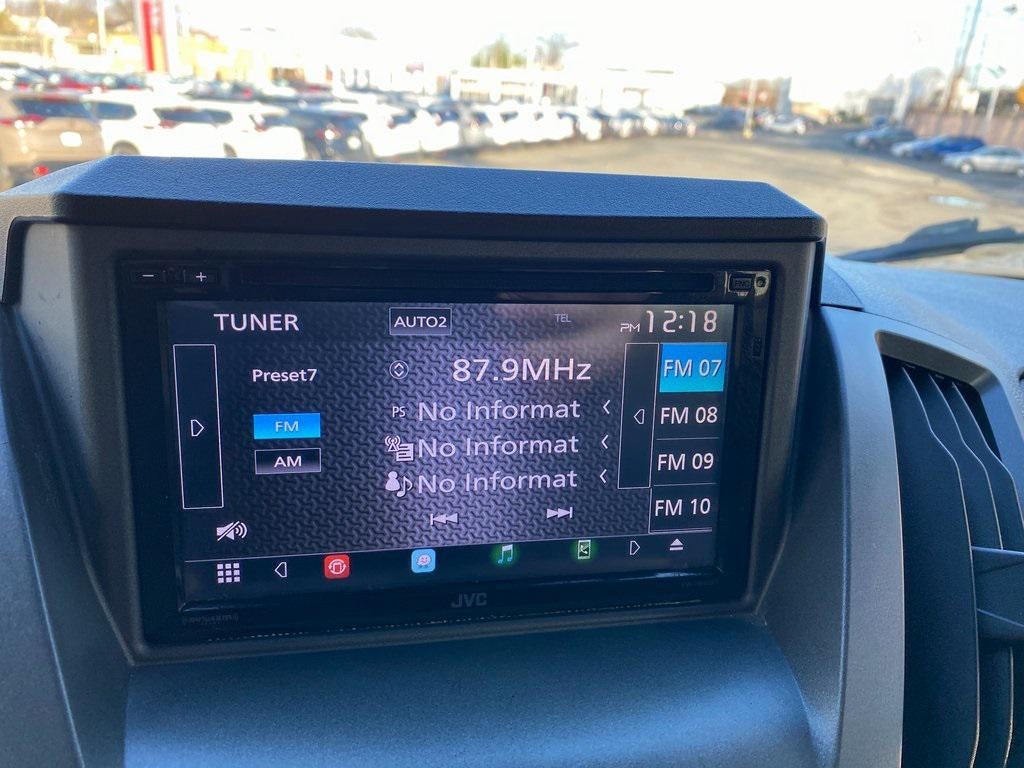 − +
TUNER AUTO2 TEL PM 12:18
Preset7 87.9MHz FM 07
PS No Informat
FM 08
FM
No Informat
AM
FM 09
No Informat
FM 10
JVC